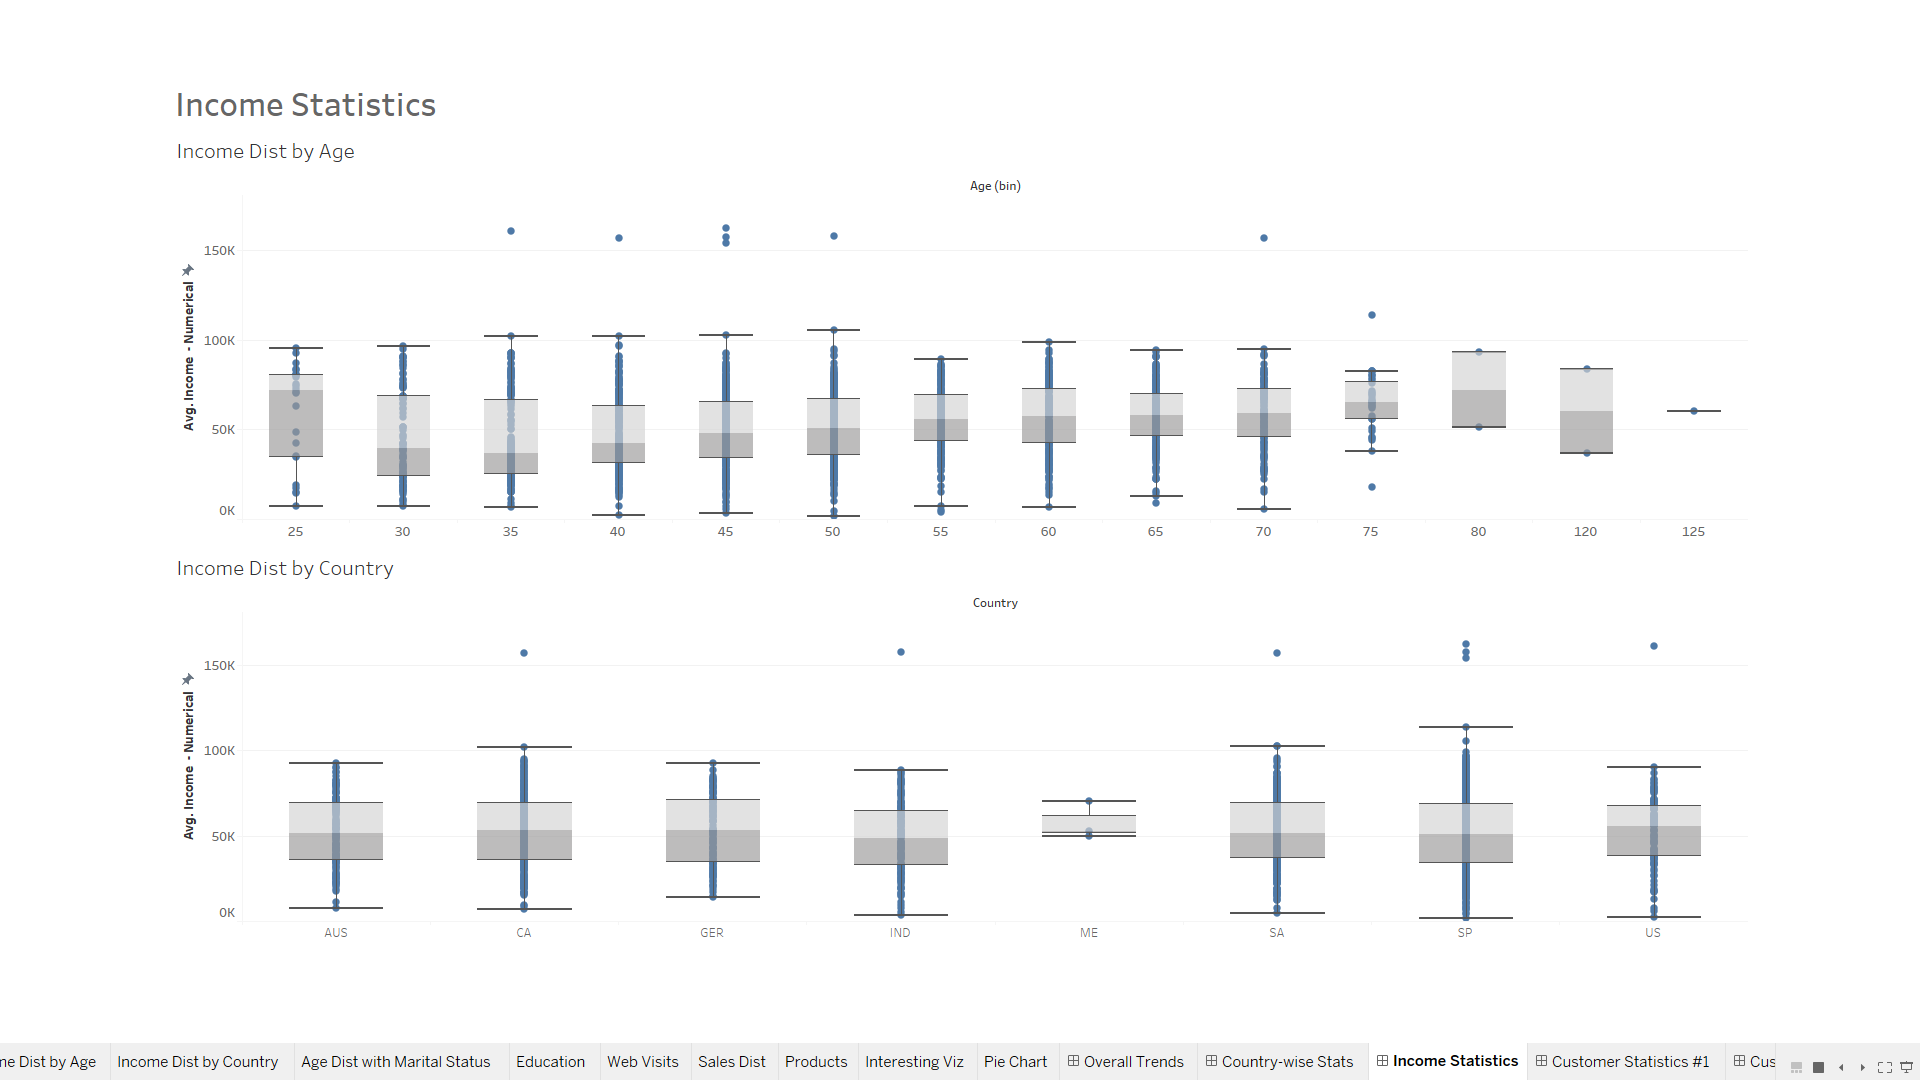 Income Statistics
Income Dist by Age
Age (bin)
Avg. Income - Numerical
150K
100K
50K
0K
25 30 35 40 45 50 55 60 65 70 75 80 120 125
Income Dist by Country
Country
Avg. Income - Numerical
150K
100K
50K
0K
AUS CA GER IND ME SA SP US
me Dist by Age Income Dist by Country Age Dist with Marital Status Education Web Visits Sales Dist Products Interesting Viz Pie Chart Overall Trends Country-wise Stats Income Statistics Customer Statistics #1 Cus